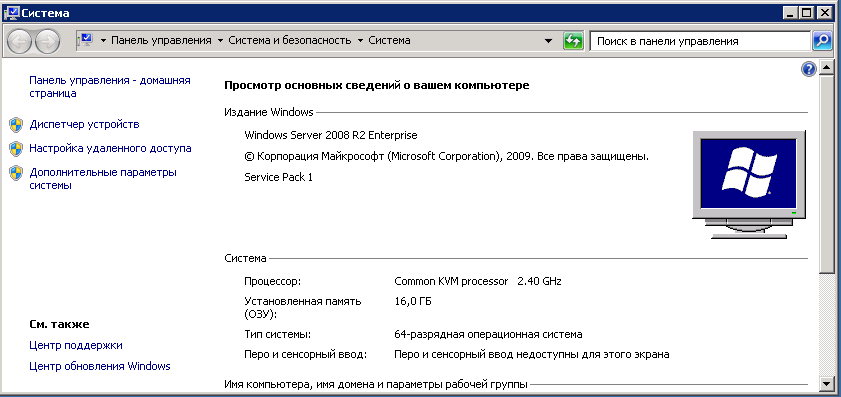 Система
Панель управления Система и безопасность Система
Поиск в панели управления
Панель управления - домашняя
страница
Диспетчер устройств
Настройка удаленного доступа
Дополнительные параметры
системы
См. также
Центр поддержки
Центр обновления Windows
Просмотр основных сведений о вашем компьютере
Издание Windows
Windows Server 2008 R2 Enterprise
© Корпорация Майкрософт (Microsoft Corporation), 2009. Все права защищены.
Service Pack 1
Система
Процессор: Common KVM processor 2.40 GHz
Установленная память
(ОЗУ): 16,0 ГБ
Тип системы: 64-разрядная операционная система
Перо и сенсорный ввод: Перо и сенсорный ввод недоступны для этого экрана
Имя компьютера, имя домена и параметры рабочей группы